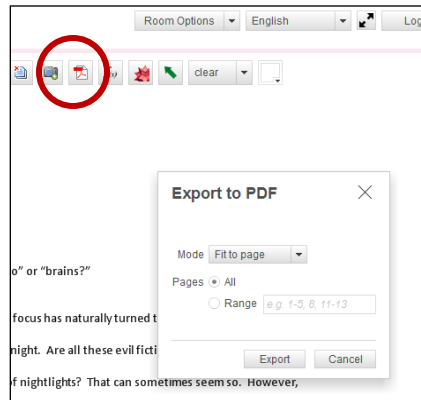 Room Options English Log
clear
Export to PDF
Mode Fit to page
Pages All
Range e.g. 1-5, 8, 11-13
Export Cancel
o" or "brains?"
focus has naturally turned t
night. Are all these evil ficti
of nightlights? That can sometimes seem so. However,